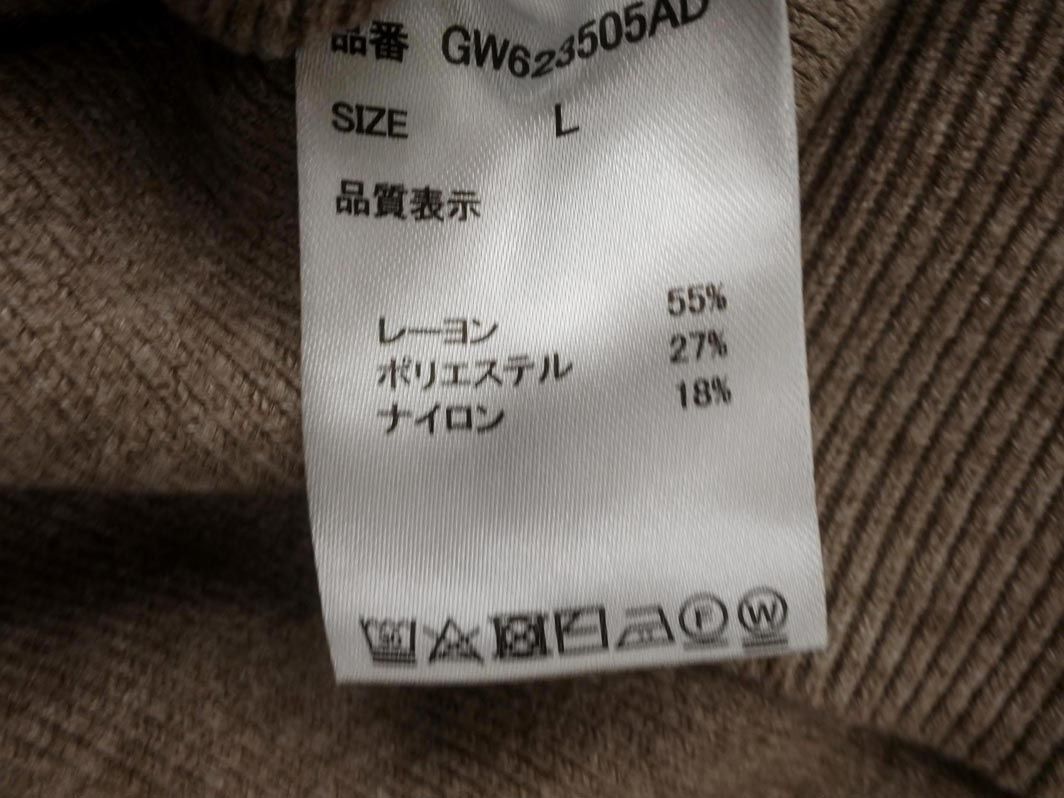 品番 GW623505AD
SIZE L
品質表示
レーヨン 55%
ポリエステル 27%
ナイロン 18%
F W